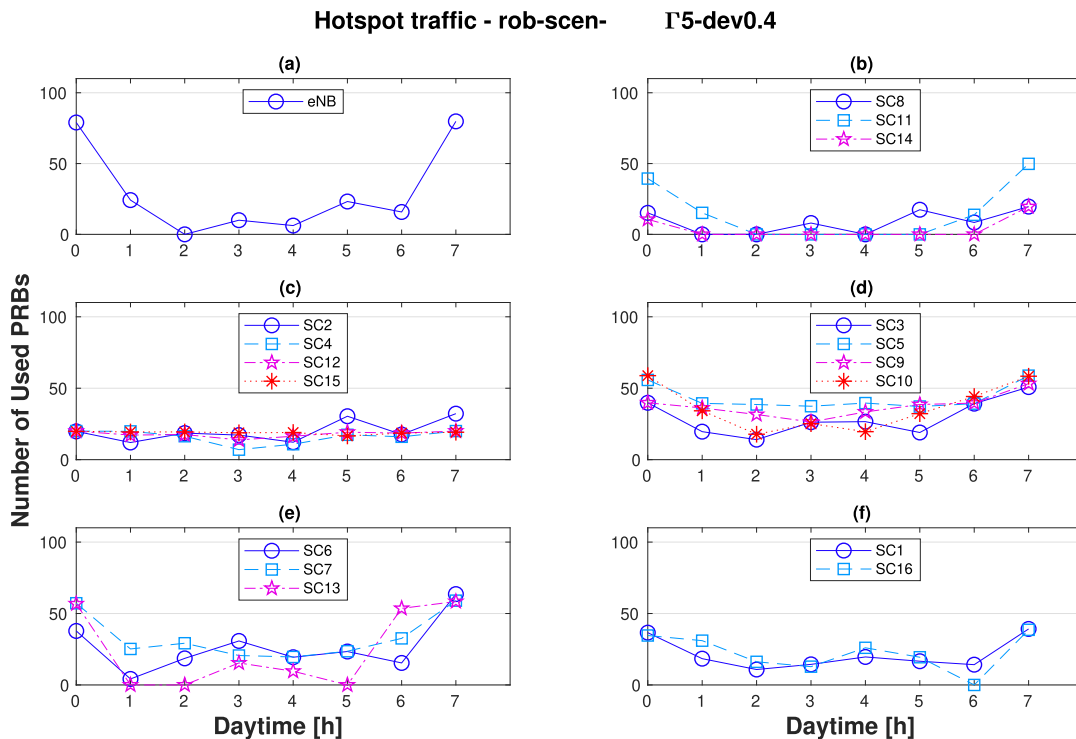 Hotspot traffic - rob-scen- Γ5-dev0.4
(a)
eNB
100
50
0
0 1 2 3 4 5 6 7
(b)
SC8
SC11
SC14
100
50
0
0 1 2 3 4 5 6 7
Number of Used PRBs
(c)
SC2
SC4
SC12
SC15
100
50
0
0 1 2 3 4 5 6 7
(d)
SC3
SC5
SC9
SC10
100
50
0
0 1 2 3 4 5 6 7
(e)
SC6
SC7
SC13
100
50
0
0 1 2 3 4 5 6 7
Daytime [h]
(f)
SC1
SC16
100
50
0
0 1 2 3 4 5 6 7
Daytime [h]